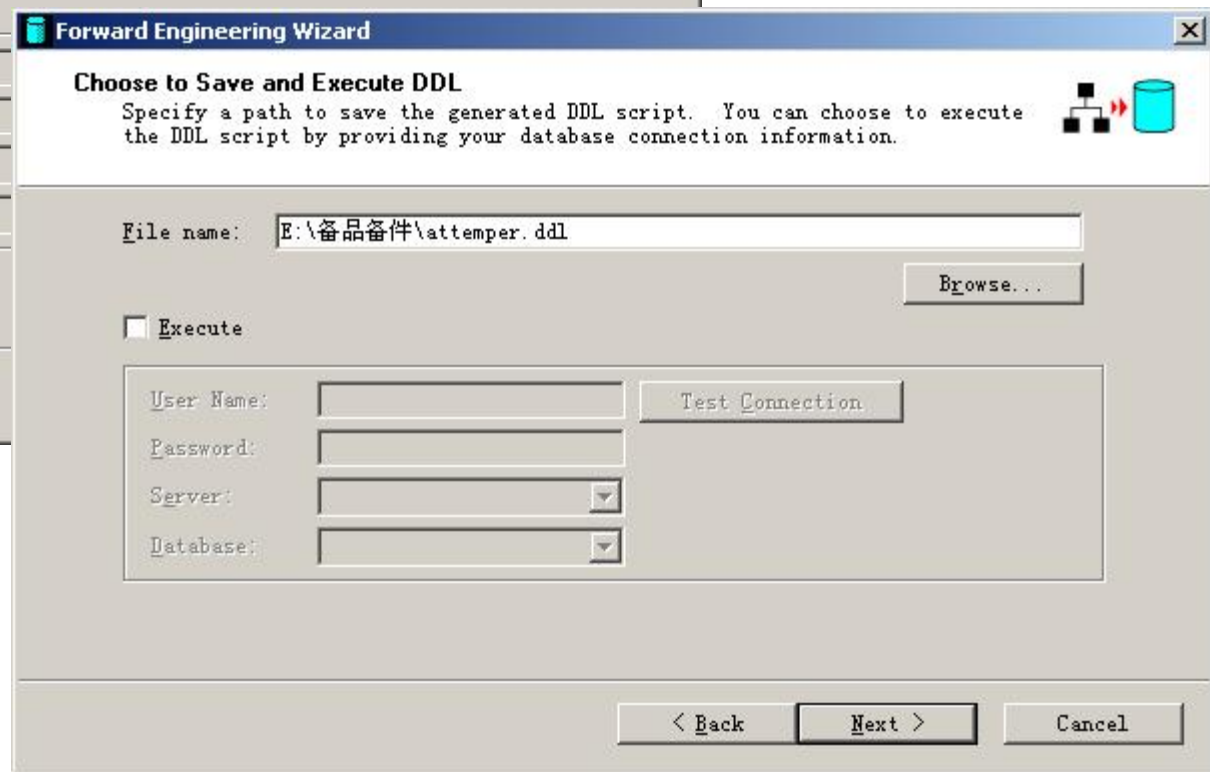 Forward Engineering Wizard
Choose to Save and Execute DDL
Specify a path to save the generated DDL script. You can choose to execute
the DDL script by providing your database connection information.
File name: E:\备品备件\attemper.ddl
Browse...
Execute
User Name: Test Connection
Password:
Server:
Database:
< Back Next > Cancel